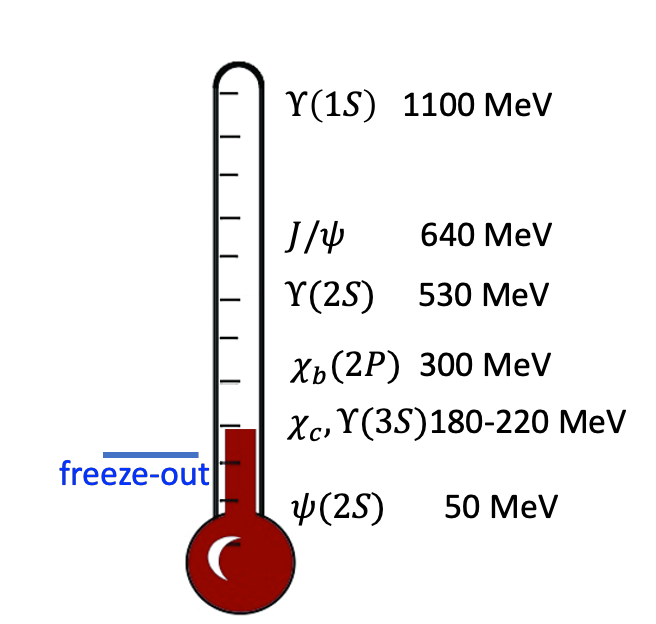 ϒ(1S) 1100 MeV
J/ψ 640 MeV
ϒ(2S) 530 MeV
χb(2P) 300 MeV
χc, ϒ(3S)180-220 MeV
freeze-out
ψ(2S) 50 MeV